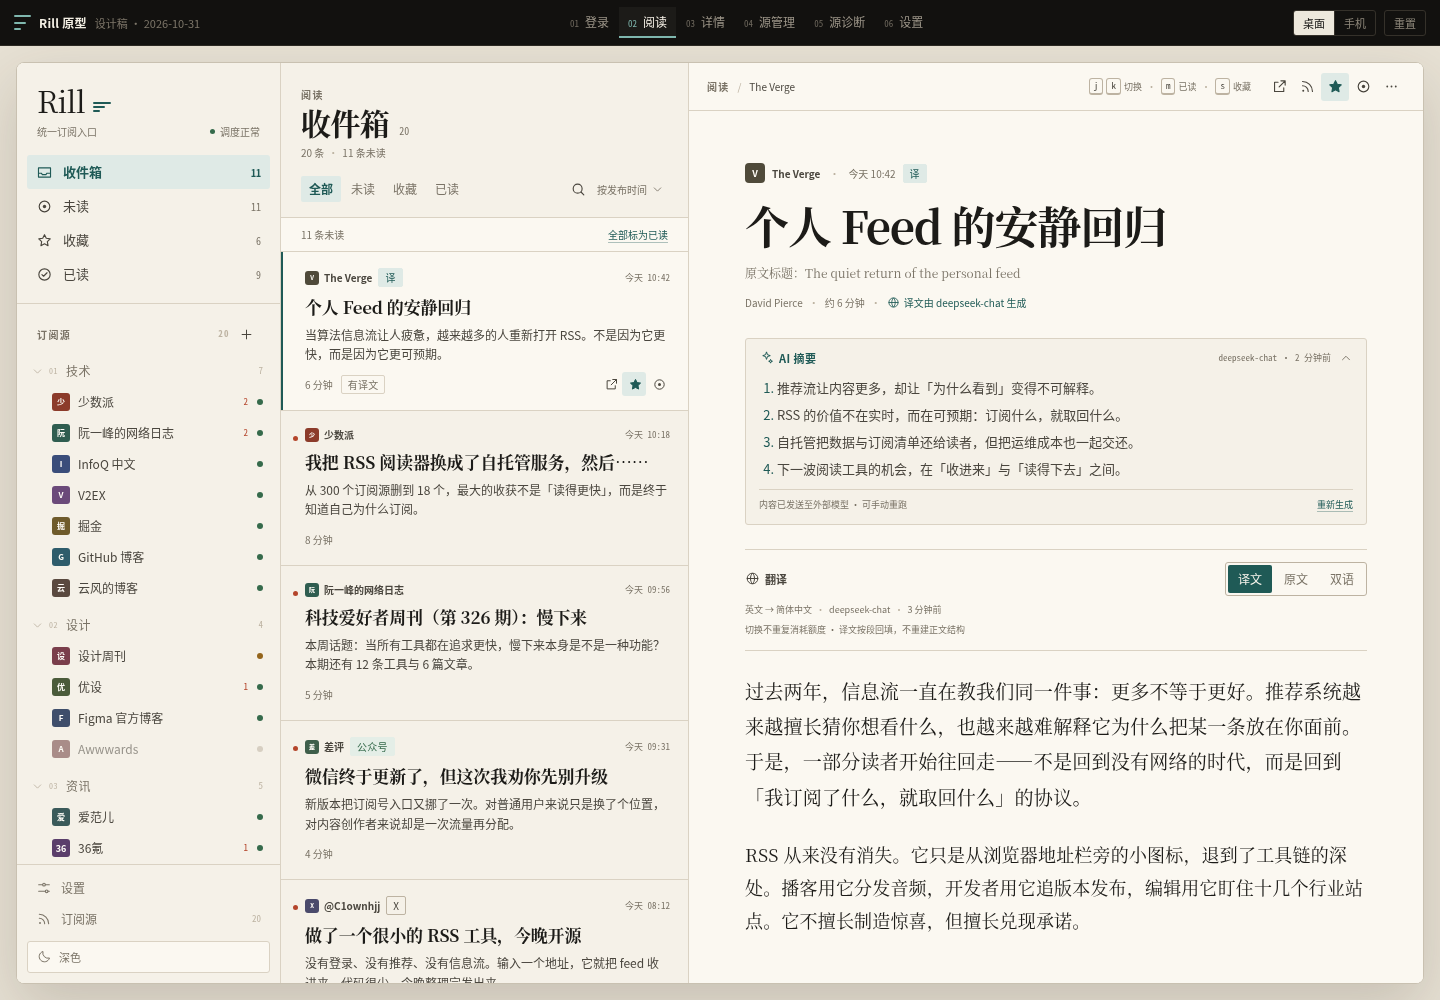 Rill 原型 设计稿 · 2026-10-31
01 登录 02 阅读 03 详情 04 源管理 05 源诊断 06 设置
桌面 手机 重置
Rill
统一订阅入口 调度正常
收件箱 11
未读 11
收藏 6
已读 9
订阅源 20
01 技术 7
少 少数派 2
阮 阮一峰的网络日志 2
I InfoQ 中文
V V2EX
掘 掘金
G GitHub 博客
云 云风的博客
02 设计 4
设 设计周刊
优 优设 1
F Figma 官方博客
A Awwwards
03 资讯 5
爱 爱范儿
36 36氪 1
设置
订阅源 20
深色
阅读
收件箱 20
20 条 · 11 条未读
全部 未读 收藏 已读 按发布时间
11 条未读 全部标为已读
V The Verge 译 今天 10:42
个人 Feed 的安静回归
当算法信息流让人疲惫，越来越多的人重新打开 RSS。不是因为它更
快，而是因为它更可预期。
6 分钟 有译文
少 少数派 今天 10:18
我把 RSS 阅读器换成了自托管服务，然后……
从 300 个订阅源删到 18 个，最大的收获不是「读得更快」，而是终于
知道自己为什么订阅。
8 分钟
阮 阮一峰的网络日志 今天 09:56
科技爱好者周刊（第 326 期）：慢下来
本周话题：当所有工具都在追求更快，慢下来本身是不是一种功能？
本期还有 12 条工具与 6 篇文章。
5 分钟
差 差评 公众号 今天 09:31
微信终于更新了，但这次我劝你先别升级
新版本把订阅号入口又挪了一次。对普通用户来说只是换了个位置，
对内容创作者来说却是一次流量再分配。
4 分钟
X @C1ownhjj X 今天 08:12
做了一个很小的 RSS 工具，今晚开源
没有登录、没有推荐、没有信息流。输入一个地址，它就把 feed 收
进来。代码很少，今晚整理完发出来。
阅读 / The Verge
j k 切换 · m 已读 · s 收藏
V The Verge · 今天 10:42 译
个人 Feed 的安静回归
原文标题：The quiet return of the personal feed
David Pierce · 约 6 分钟 · 译文由 deepseek-chat 生成
AI 摘要 deepseek-chat · 2 分钟前
1. 推荐流让内容更多，却让「为什么看到」变得不可解释。
2. RSS 的价值不在实时，而在可预期：订阅什么，就取回什么。
3. 自托管把数据与订阅清单还给读者，但把运维成本也一起交还。
4. 下一波阅读工具的机会，在「收进来」与「读得下去」之间。
内容已发送至外部模型 · 可手动重跑 重新生成
翻译 译文 原文 双语
英文 → 简体中文 · deepseek-chat · 3 分钟前
切换不重复消耗额度 · 译文按段回填，不重建正文结构
过去两年，信息流一直在教我们同一件事：更多不等于更好。推荐系统越
来越擅长猜你想看什么，也越来越难解释它为什么把某一条放在你面前。
于是，一部分读者开始往回走——不是回到没有网络的时代，而是回到
「我订阅了什么，就取回什么」的协议。
RSS 从来没有消失。它只是从浏览器地址栏旁的小图标，退到了工具链的深
处。播客用它分发音频，开发者用它追版本发布，编辑用它盯住十几个行业站
点。它不擅长制造惊喜，但擅长兑现承诺。